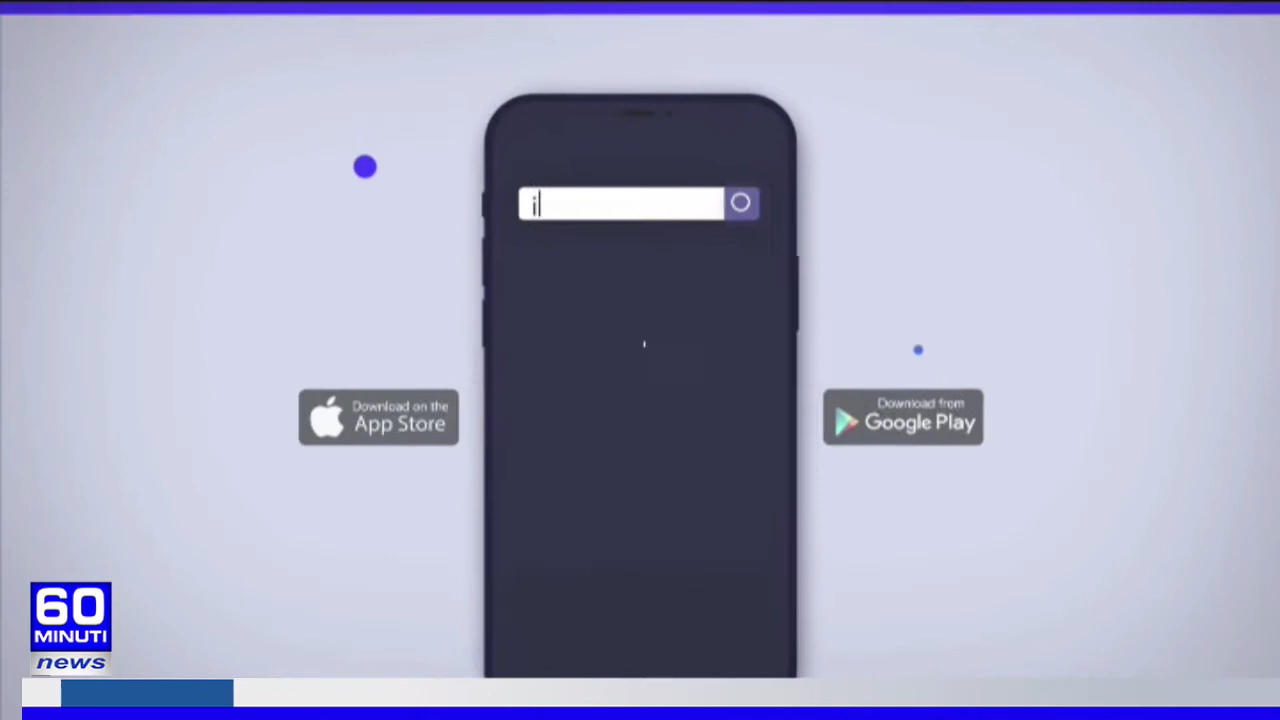 i
Download on the
App Store
Download from
Google Play
60
MINUTI
news